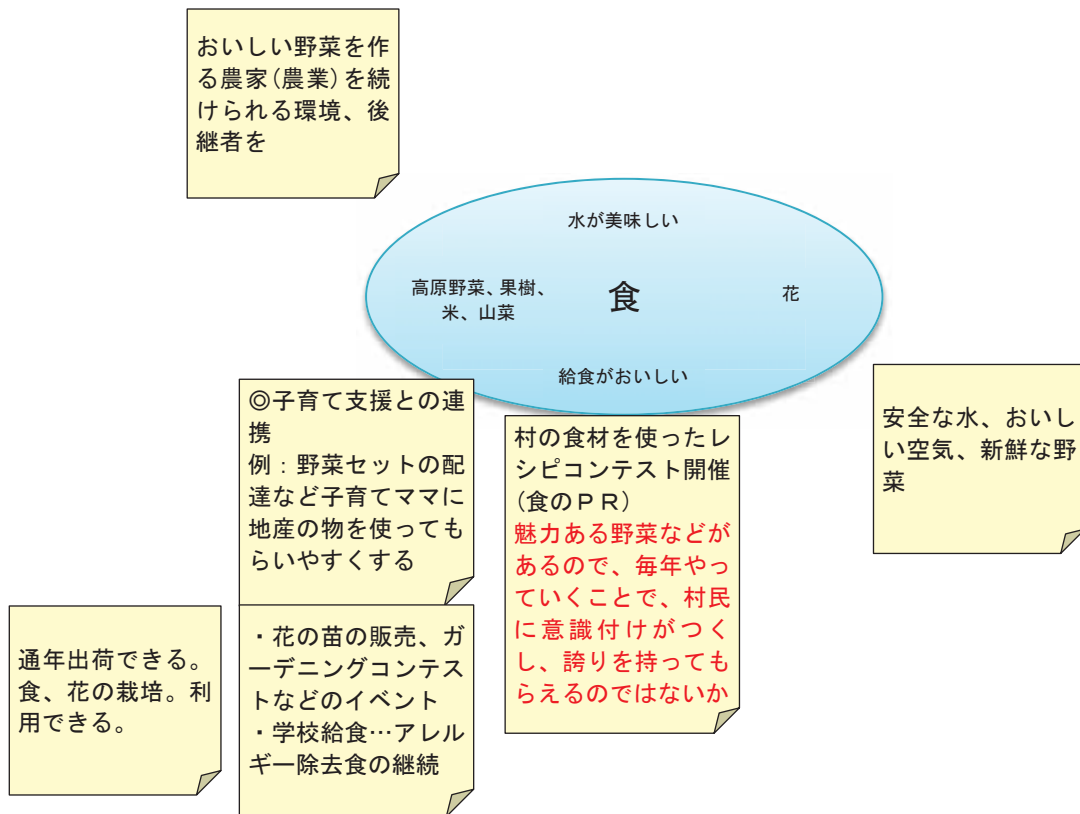 おいしい野菜を作
る農家(農業)を続
けられる環境、後
継者を
水が美味しい
高原野菜、果樹、
米、山菜
食
花
給食がおいしい
◎子育て支援との連
携
例：野菜セットの配
達など子育てママに
地産の物を使っても
らいやすくする
村の食材を使ったレ
シピコンテスト開催
(食のＰＲ)
魅力ある野菜などが
あるので、毎年やっ
ていくことで、村民
に意識付けがつく
し、誇りを持っても
らえるのではないか
安全な水、おいし
い空気、新鮮な野
菜
通年出荷できる。
食、花の栽培。利
用できる。
・花の苗の販売、ガ
ーデニングコンテス
トなどのイベント
・学校給食…アレル
ギー除去食の継続